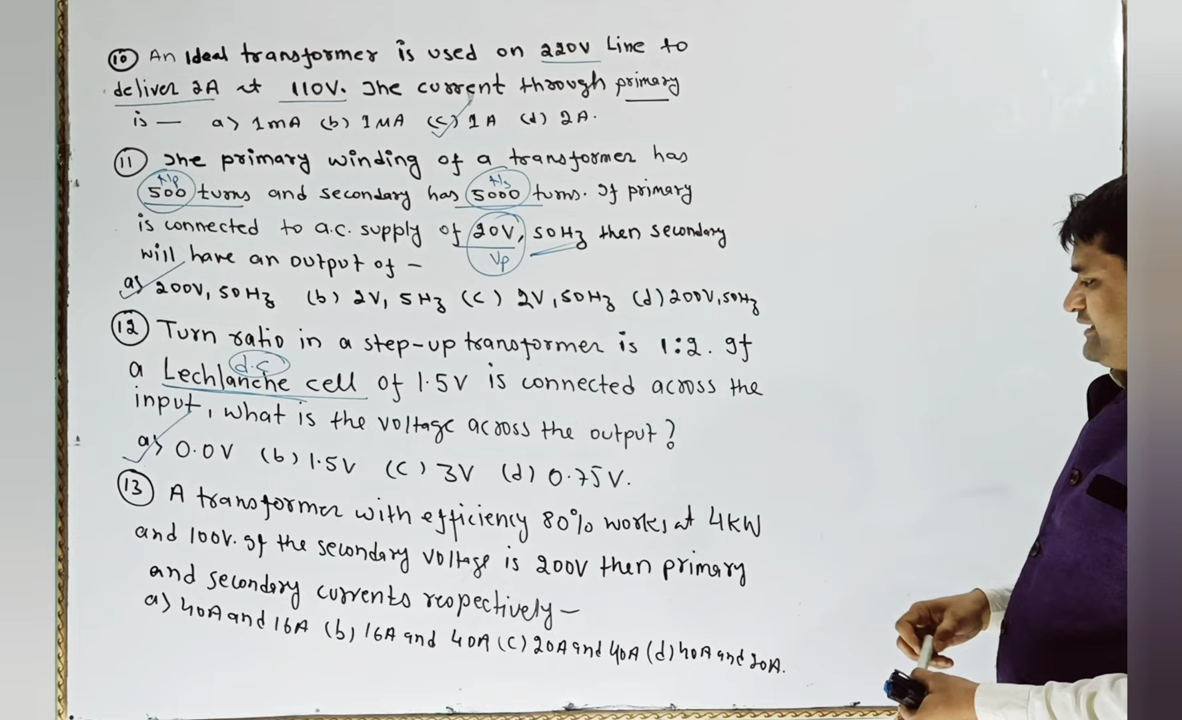 10 An Ideal transformer is used on 220V Line to
deliver 2A at 110V. The current through primary
is — a) 1mA (b) 1MA (c) 1A (d) 2A.
11 The primary winding of a transformer has
Np Ns
500 turns and secondary has 5000 turns. If primary
is connected to a.c. supply of 20V, 50Hz then secondary
Vp
will have an output of —
a) 200V, 50Hz (b) 2V, 5Hz (c) 2V, 50Hz (d) 200V, 50Hz
12 Turn ratio in a step-up transformer is 1:2. If
d.c
a Lechlanche cell of 1.5V is connected across the
input, what is the voltage across the output?
a) 0.0V (b) 1.5V (c) 3V (d) 0.75V.
13 A transformer with efficiency 80% works at 4KW
and 100V. If the secondary voltage is 200V then primary
and secondary currents respectively —
a) 40A and 16A (b) 16A and 40A (c) 20A and 40A (d) 40A and 20A.